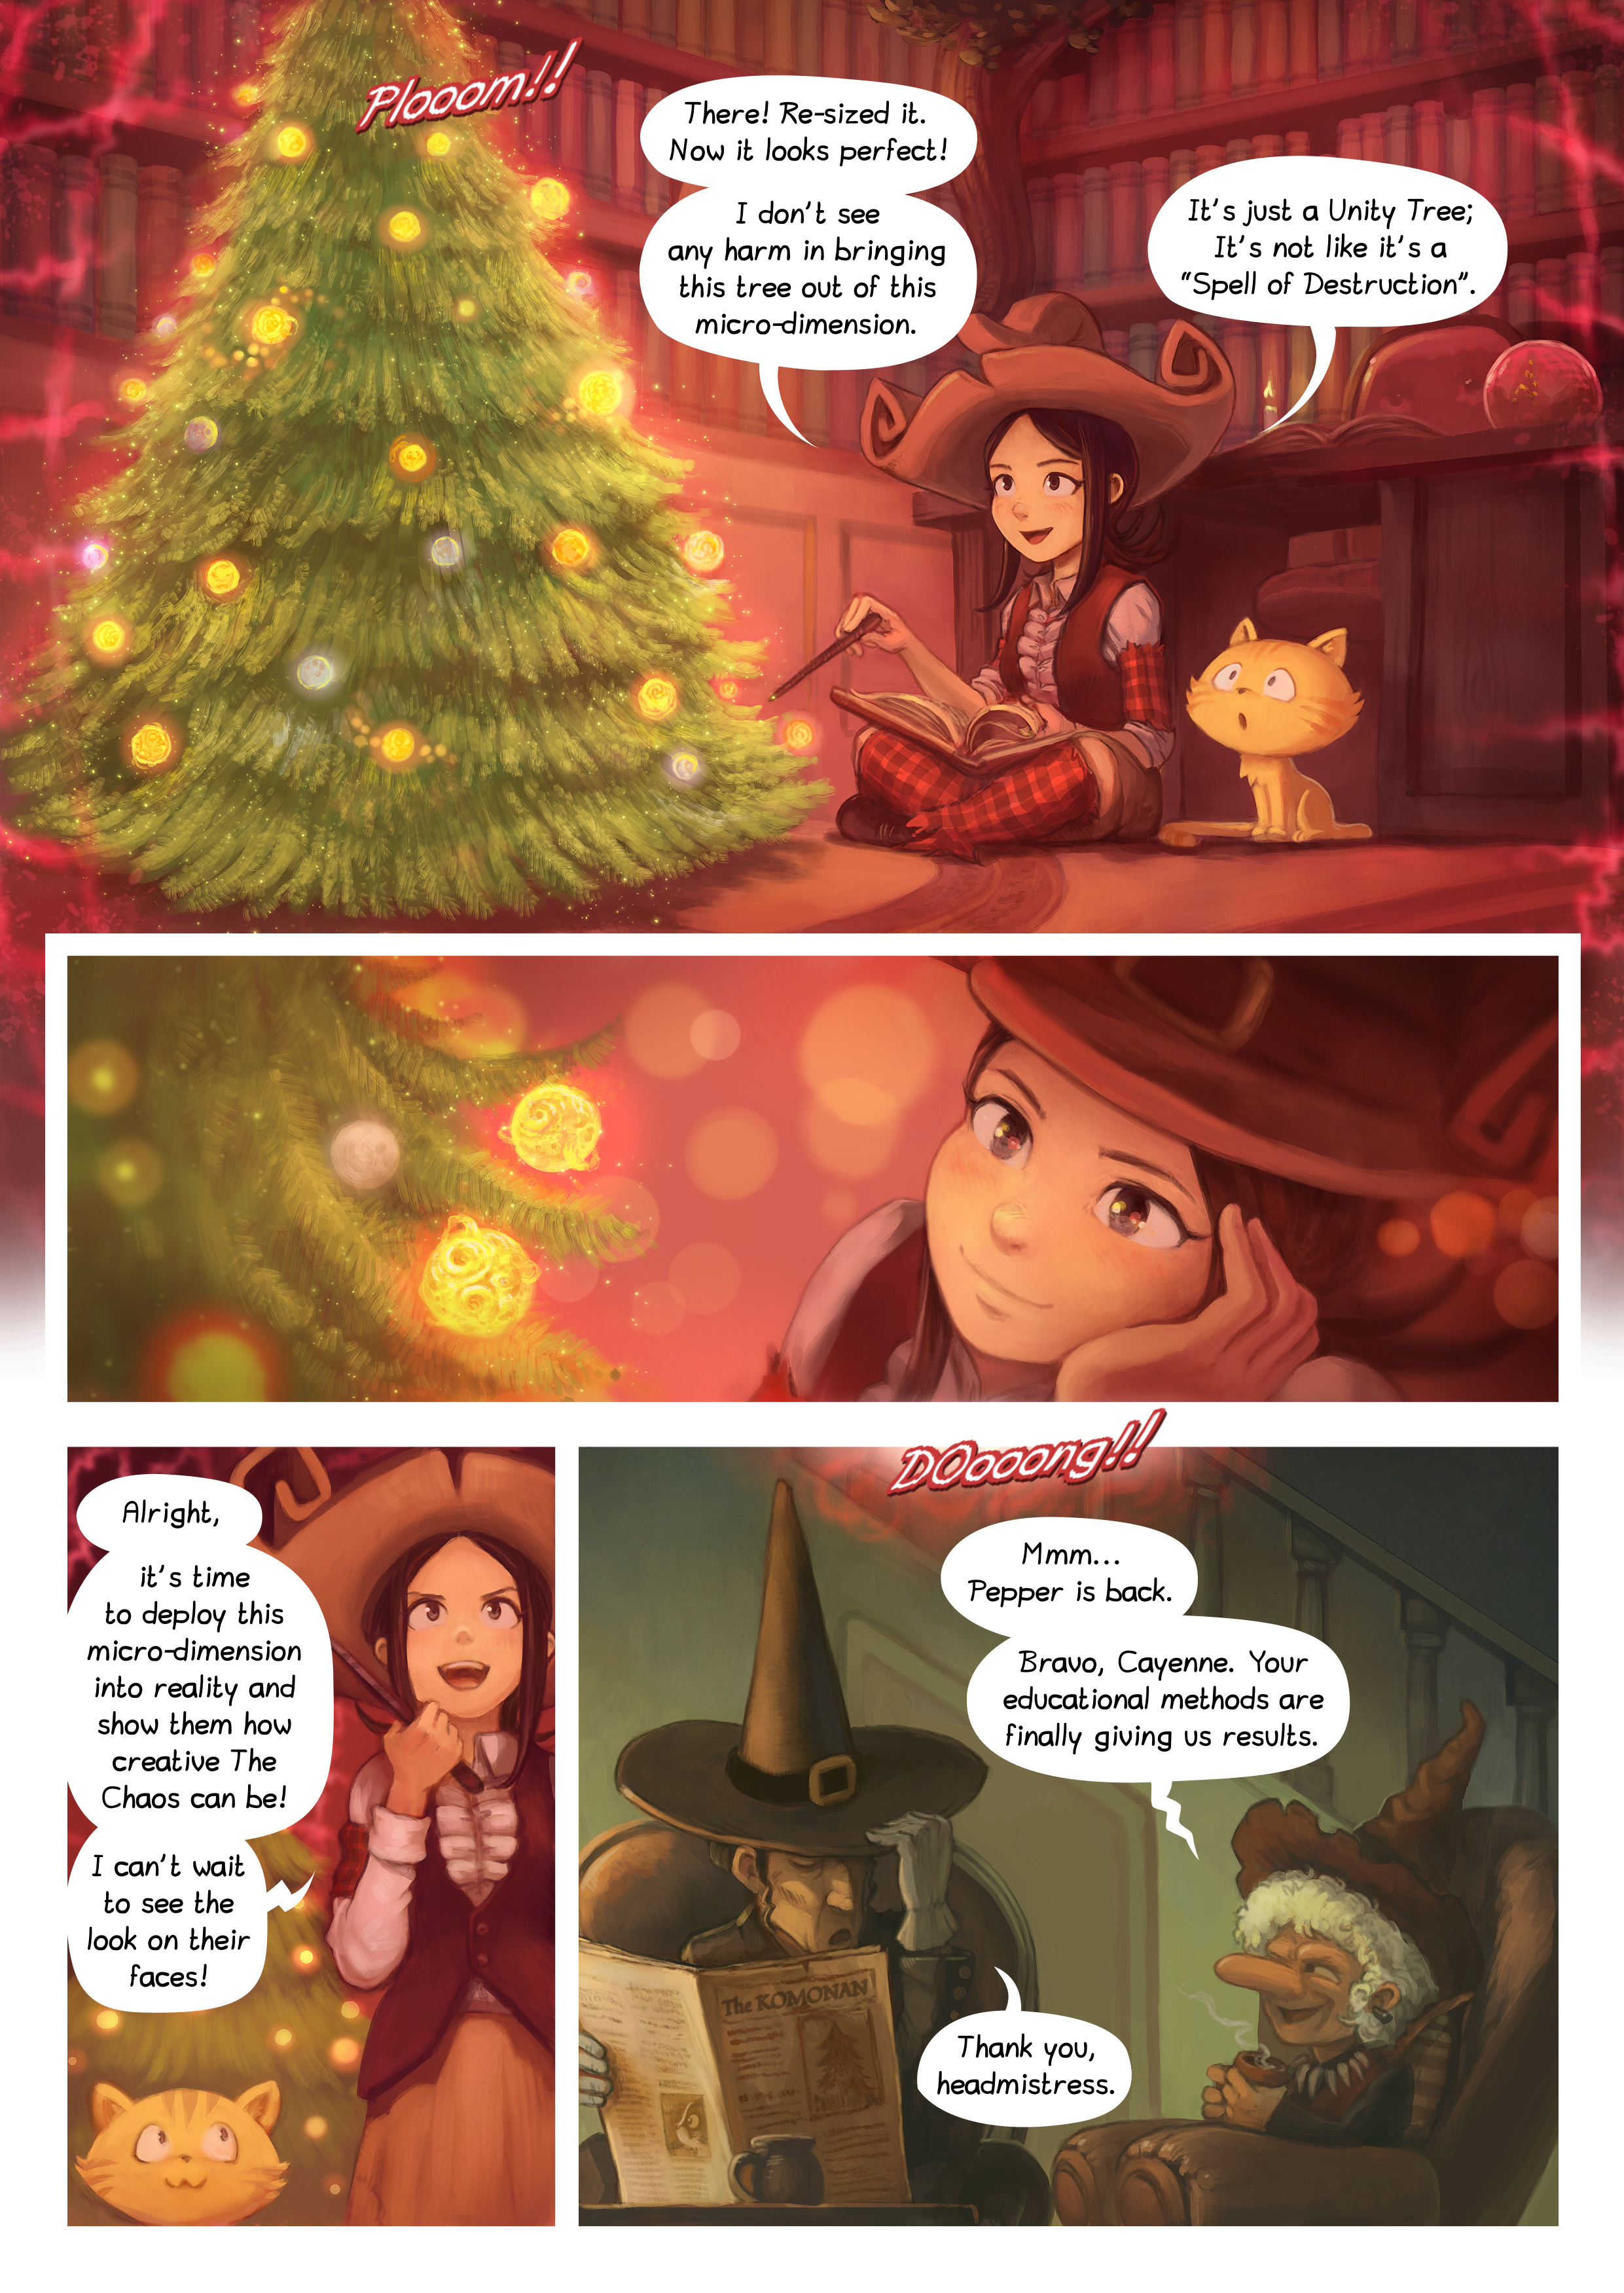 Plooom!!
There! Re-sized it.
Now it looks perfect!
I don't see
any harm in bringing
this tree out of this
micro-dimension.
It's just a Unity Tree;
It's not like it's a
“Spell of Destruction”.
Alright,
it's time
to deploy this
micro-dimension
into reality and
show them how
creative The
Chaos can be!
I can't wait
to see the
look on their
faces!
DOoooong!!
Mmm...
Pepper is back.
Bravo, Cayenne. Your
educational methods are
finally giving us results.
The KOMONAN
Thank you,
headmistress.